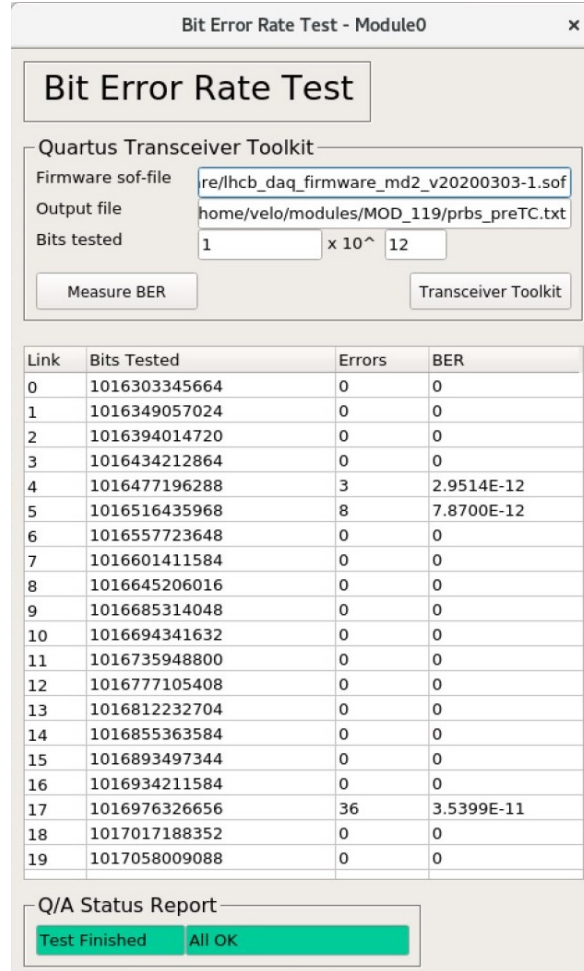 Bit Error Rate Test - Module0 ×
Bit Error Rate Test
Quartus Transceiver Toolkit
Firmware sof-file re/lhcb_daq_firmware_md2_v20200303-1.sof
Output file home/velo/modules/MOD_119/prbs_preTC.txt
Bits tested 1 x 10^ 12
Measure BER Transceiver Toolkit
Link Bits Tested Errors BER
0 1016303345664 0 0
1 1016349057024 0 0
2 1016394014720 0 0
3 1016434212864 0 0
4 1016477196288 3 2.9514E-12
5 1016516435968 8 7.8700E-12
6 1016557723648 0 0
7 1016601411584 0 0
8 1016645206016 0 0
9 1016685314048 0 0
10 1016694341632 0 0
11 1016735948800 0 0
12 1016777105408 0 0
13 1016812232704 0 0
14 1016855363584 0 0
15 1016893497344 0 0
16 1016934211584 0 0
17 1016976326656 36 3.5399E-11
18 1017017188352 0 0
19 1017058009088 0 0
Q/A Status Report
Test Finished All OK